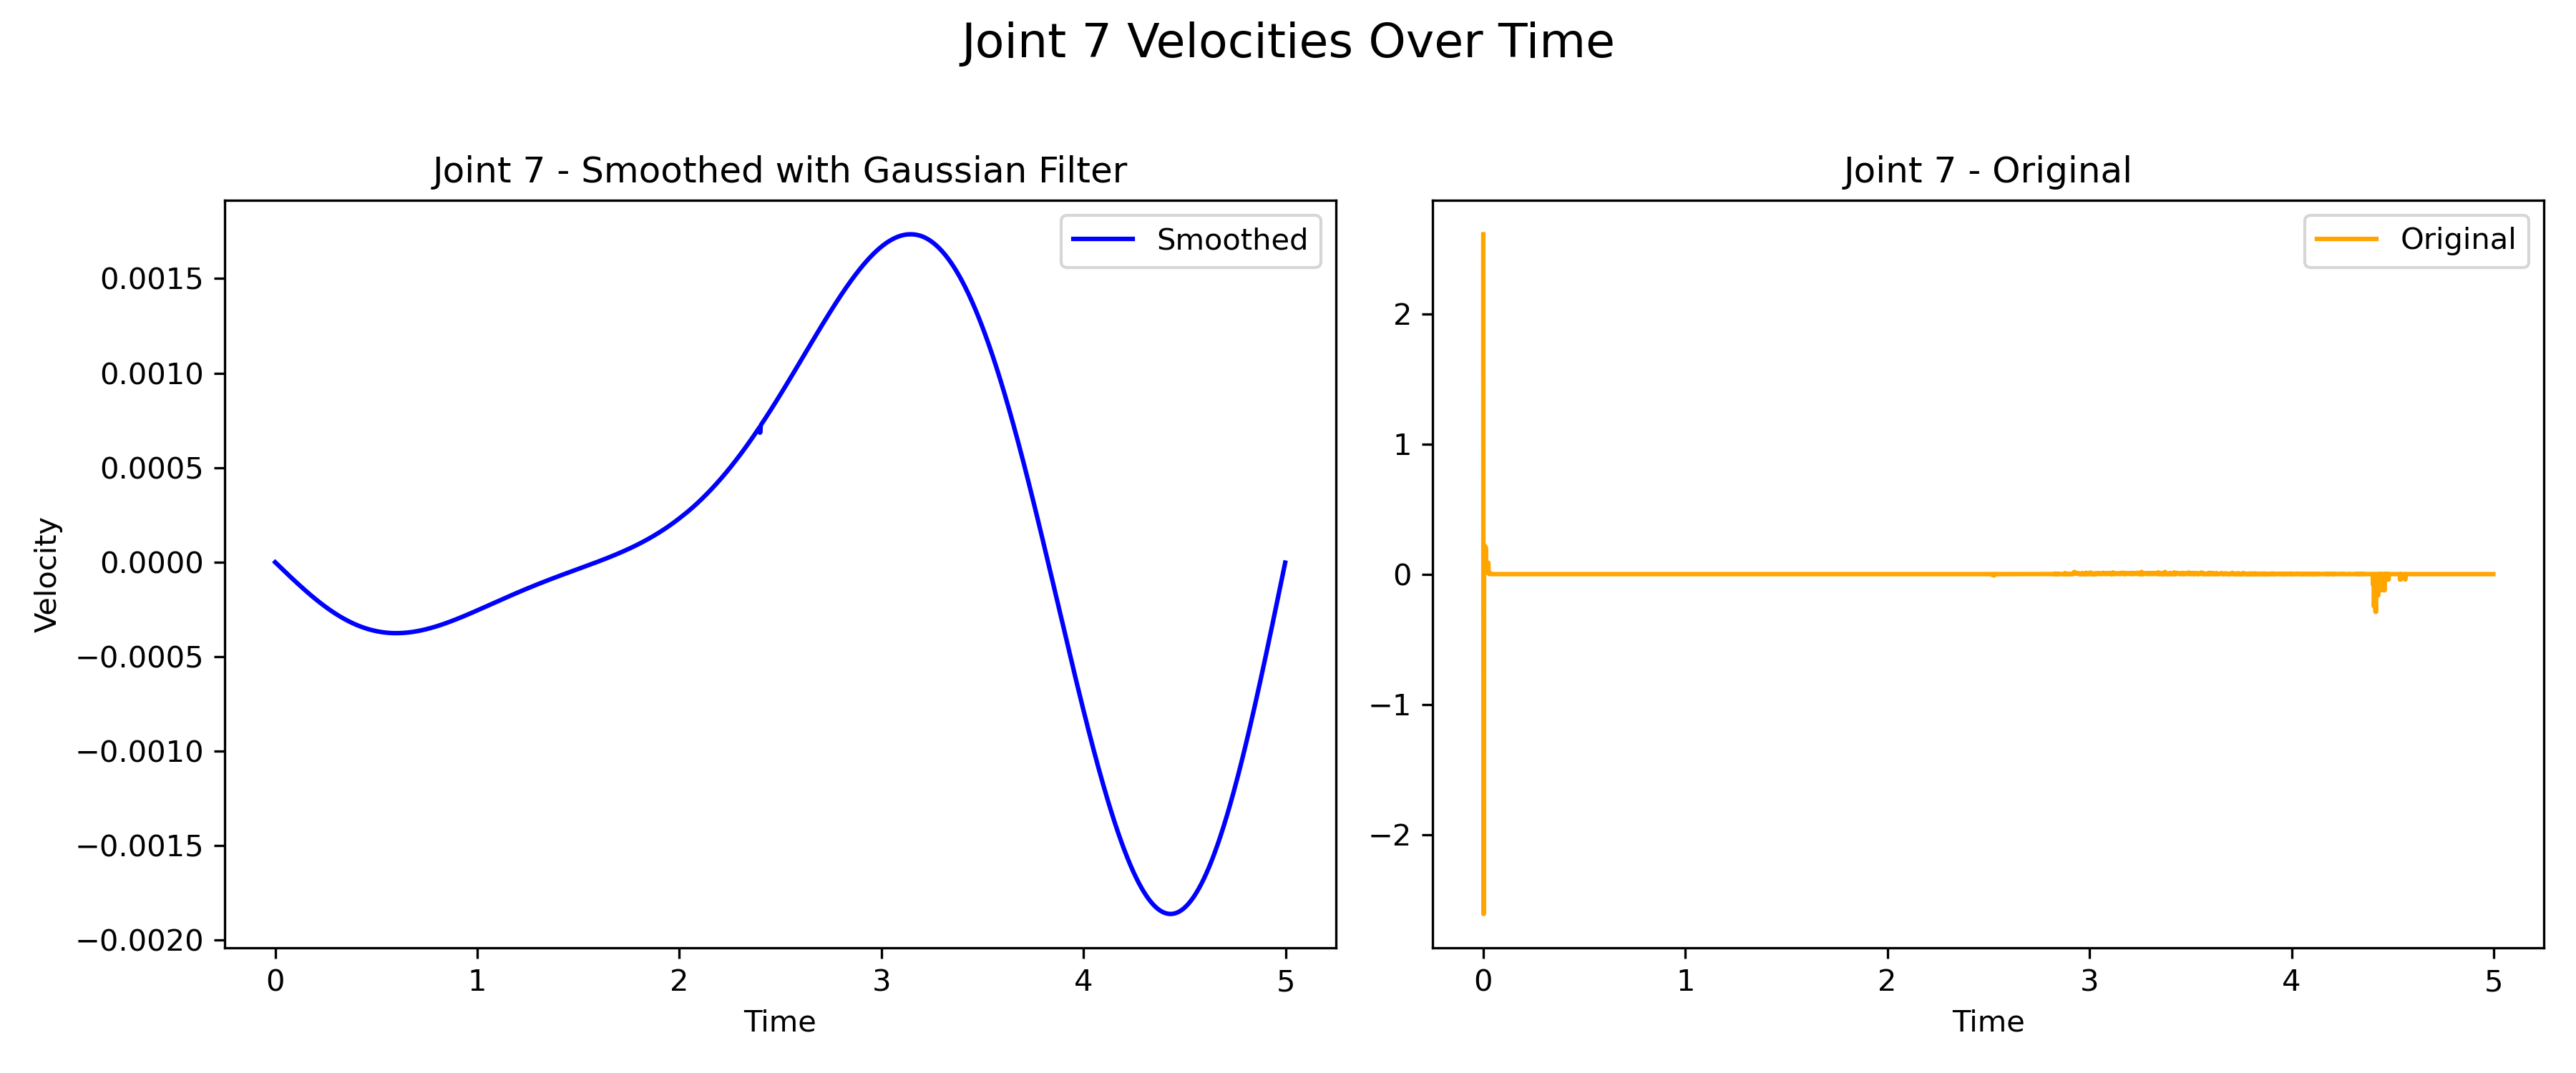 Joint 7 Velocities Over Time
Joint 7 - Smoothed with Gaussian Filter
Smoothed
Velocity
0.0015
0.0010
0.0005
0.0000
−0.0005
−0.0010
−0.0015
−0.0020
0 1 2 3 4 5
Time
Joint 7 - Original
Original
2
1
0
−1
−2
0 1 2 3 4 5
Time